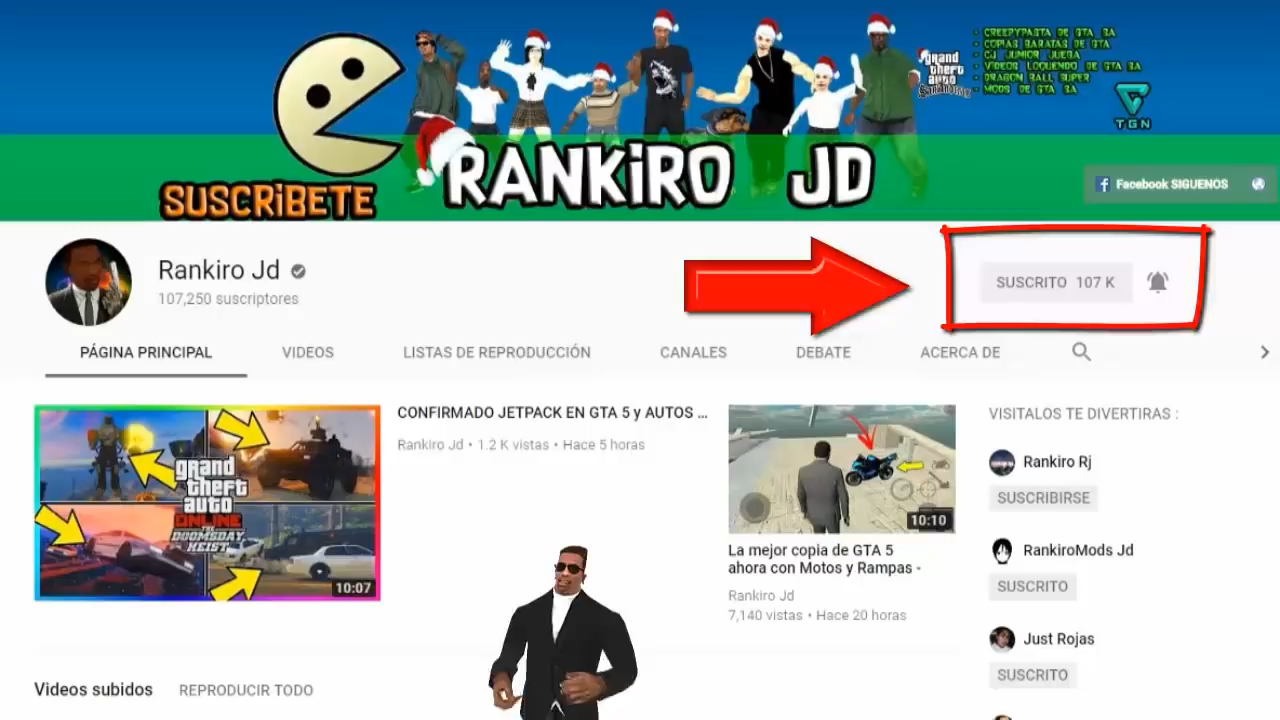 - CREEPYPASTA DE GTA SA
- COPIAS BARATAS DE GTA
- CJ JUNIOR JUEGA
- VIDEOS LOQUENDO DE GTA SA
- DRAGON BALL SUPER
- MODS DE GTA SA
grand
theft
auto
TGN
SUSCRiBETE
RANKiRO JD
Facebook SIGUENOS
Rankiro Jd
107,250 suscriptores
SUSCRITO 107 K
PÁGINA PRINCIPAL
VIDEOS
LISTAS DE REPRODUCCIÓN
CANALES
DEBATE
ACERCA DE
grand
theft
auto
ONLINE
THE
DOOMSDAY
HEIST
10:07
CONFIRMADO JETPACK EN GTA 5 y AUTOS ...
Rankiro Jd • 1.2 K vistas • Hace 5 horas
10:10
La mejor copia de GTA 5
ahora con Motos y Rampas -
Rankiro Jd
7,140 vistas • Hace 20 horas
VISITALOS TE DIVERTIRAS :
Rankiro Rj
SUSCRIBIRSE
RankiroMods Jd
SUSCRITO
Just Rojas
SUSCRITO
Videos subidos
REPRODUCIR TODO